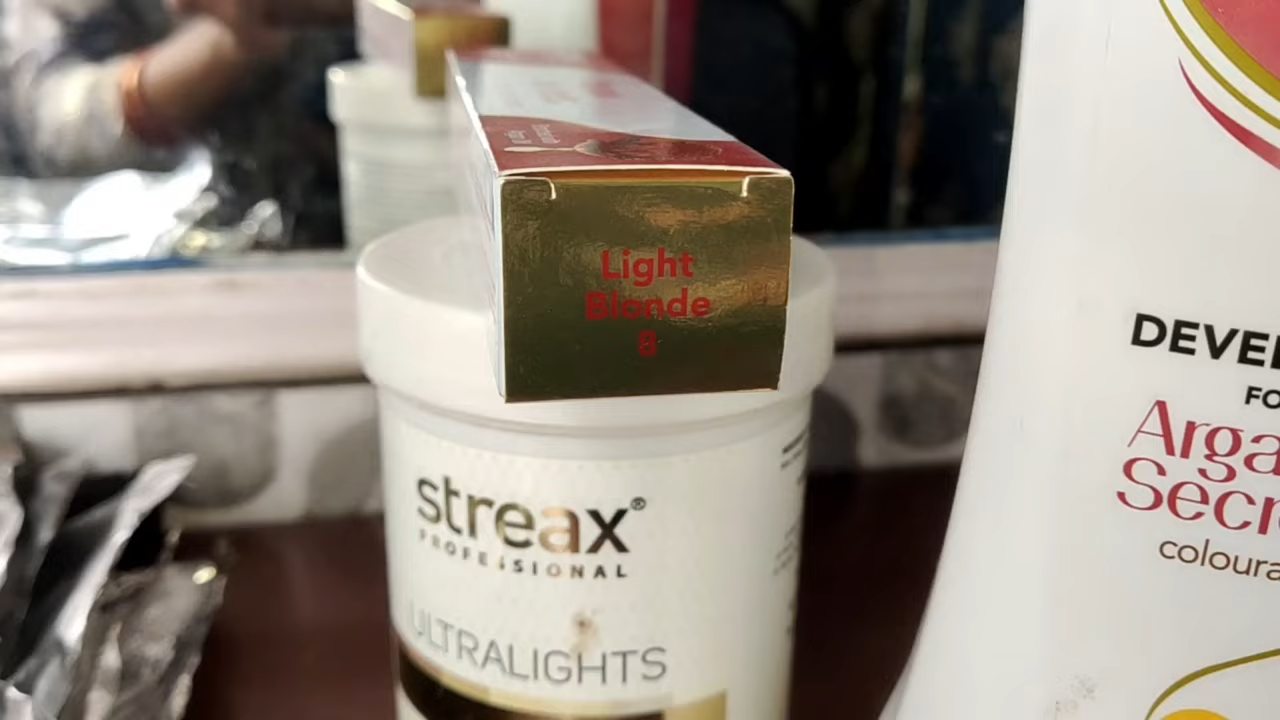 Light
Blonde
8
streax®
PROFESSIONAL
ULTRALIGHTS
DEVE
FO
Arga
Secr
coloura